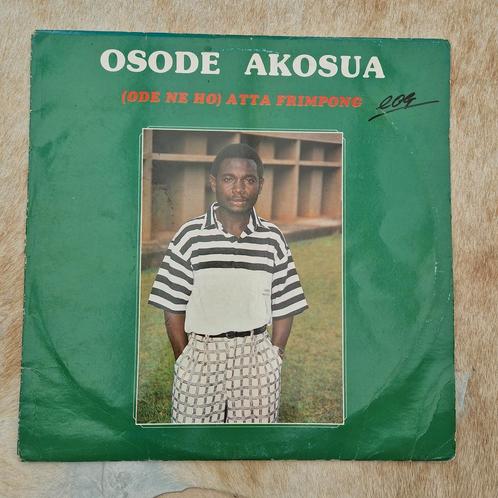 OSODE AKOSUA
(ODE NE HO) ATTA FRIMPONG